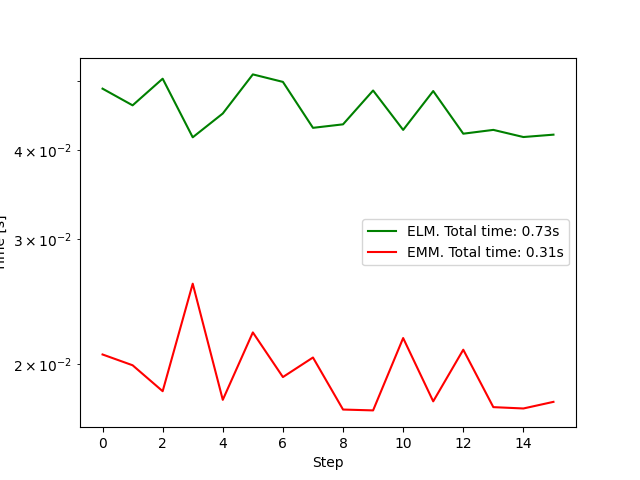 Time [s]
4 × 10⁻²
3 × 10⁻²
2 × 10⁻²
ELM. Total time: 0.73s
EMM. Total time: 0.31s
0 2 4 6 8 10 12 14
Step